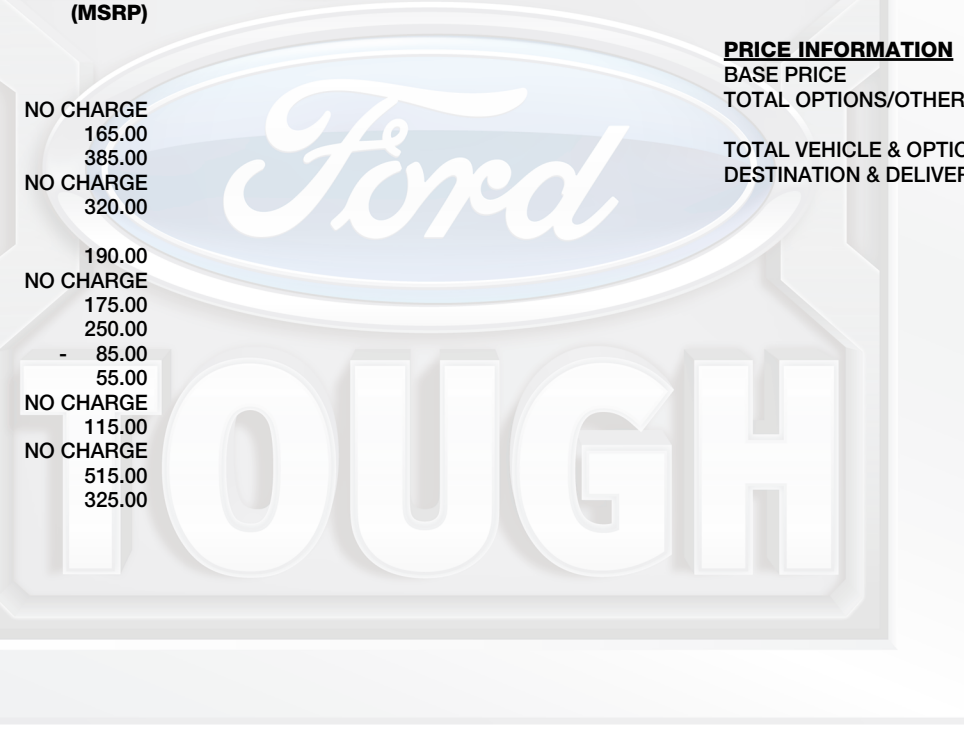 (MSRP)
NO CHARGE
165.00
385.00
NO CHARGE
320.00
190.00
NO CHARGE
175.00
250.00
- 85.00
55.00
NO CHARGE
115.00
NO CHARGE
515.00
325.00
PRICE INFORMATION
BASE PRICE
TOTAL OPTIONS/OTHER
TOTAL VEHICLE & OPTIO
DESTINATION & DELIVER
Ford
TOUGH